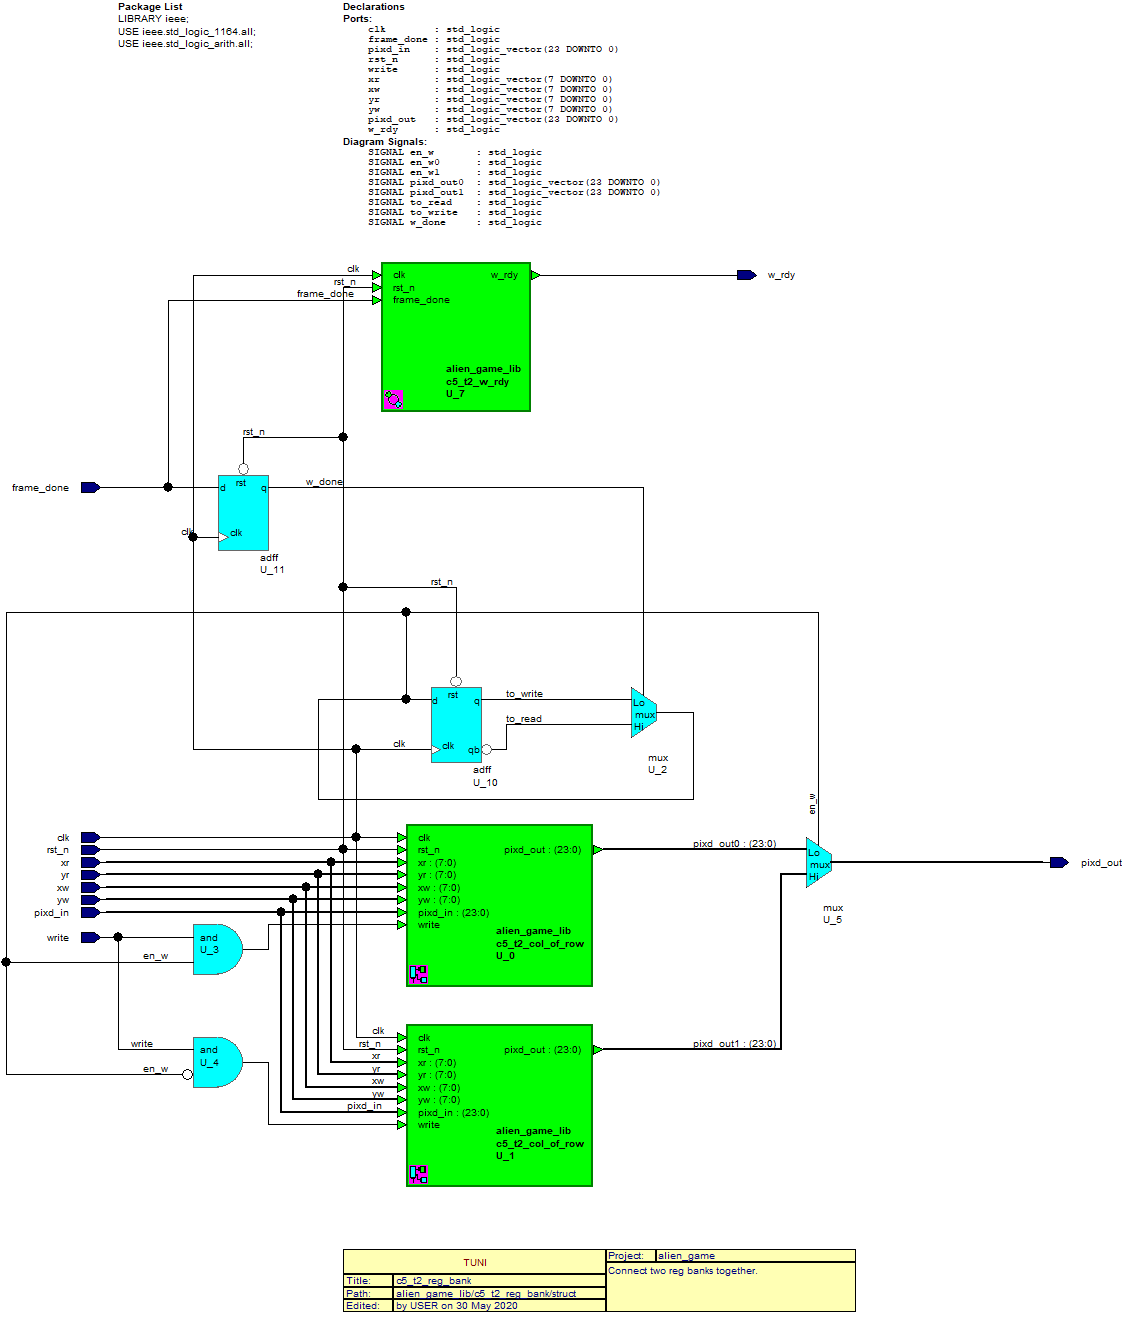 Package List
LIBRARY ieee;
USE ieee.std_logic_1164.all;
USE ieee.std_logic_arith.all;
Declarations
Ports:
clk : std_logic
frame_done : std_logic
pixd_in : std_logic_vector(23 DOWNTO 0)
rst_n : std_logic
write : std_logic
xr : std_logic_vector(7 DOWNTO 0)
xw : std_logic_vector(7 DOWNTO 0)
yr : std_logic_vector(7 DOWNTO 0)
yw : std_logic_vector(7 DOWNTO 0)
pixd_out : std_logic_vector(23 DOWNTO 0)
w_rdy : std_logic
Diagram Signals:
SIGNAL en_w : std_logic
SIGNAL en_w0 : std_logic
SIGNAL en_w1 : std_logic
SIGNAL pixd_out0 : std_logic_vector(23 DOWNTO 0)
SIGNAL pixd_out1 : std_logic_vector(23 DOWNTO 0)
SIGNAL to_read : std_logic
SIGNAL to_write : std_logic
SIGNAL w_done : std_logic
clk
rst_n
frame_done
clk
rst_n
frame_done
w_rdy
w_rdy
alien_game_lib
c5_t2_w_rdy
U_7
rst_n
frame_done
d
rst
q
w_done
clk
clk
adff
U_11
rst_n
d
rst
q
to_write
to_read
clk
clk
qb
adff
U_10
Lo
mux
Hi
mux
U_2
en_w
clk
rst_n
xr
yr
xw
yw
pixd_in
write
clk
rst_n
xr : (7:0)
yr : (7:0)
xw : (7:0)
yw : (7:0)
pixd_in : (23:0)
write
pixd_out : (23:0)
pixd_out0 : (23:0)
alien_game_lib
c5_t2_col_of_row
U_0
Lo
mux
Hi
mux
U_5
pixd_out
and
U_3
en_w
write
and
U_4
en_w
clk
rst_n
xr
yr
xw
yw
pixd_in
clk
rst_n
xr : (7:0)
yr : (7:0)
xw : (7:0)
yw : (7:0)
pixd_in : (23:0)
write
pixd_out : (23:0)
pixd_out1 : (23:0)
alien_game_lib
c5_t2_col_of_row
U_1
TUNI
Project: alien_game
Connect two reg banks together.
Title: c5_t2_reg_bank
Path: alien_game_lib/c5_t2_reg_bank/struct
Edited: by USER on 30 May 2020